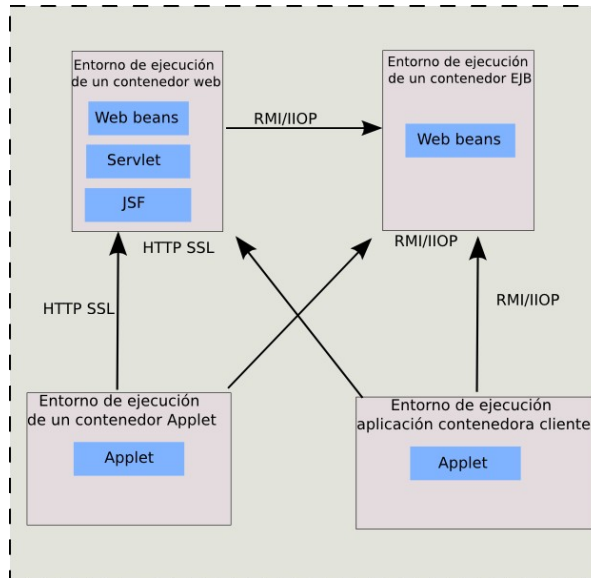 Entorno de ejecución
de un contenedor web
Web beans
Servlet
JSF
RMI/IIOP
Entorno de ejecución
de un contenedor EJB
Web beans
HTTP SSL
RMI/IIOP
HTTP SSL
RMI/IIOP
Entorno de ejecución
de un contenedor Applet
Applet
Entorno de ejecución
aplicación contenedora cliente
Applet